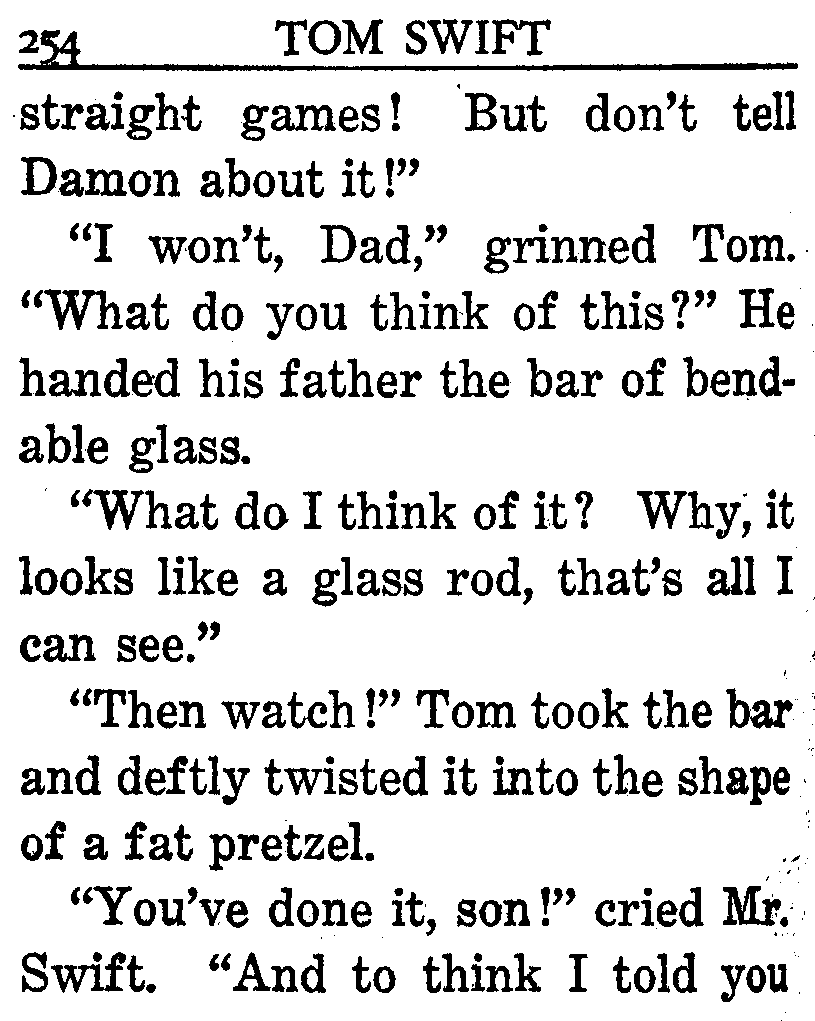 254 TOM SWIFT
straight games! But don't tell
Damon about it!”
“I won't, Dad,” grinned Tom.
“What do you think of this?” He
handed his father the bar of bend-
able glass.
“What do I think of it? Why, it
looks like a glass rod, that's all I
can see.”
“Then watch!” Tom took the bar
and deftly twisted it into the shape
of a fat pretzel.
“You've done it, son!” cried Mr.
Swift. “And to think I told you